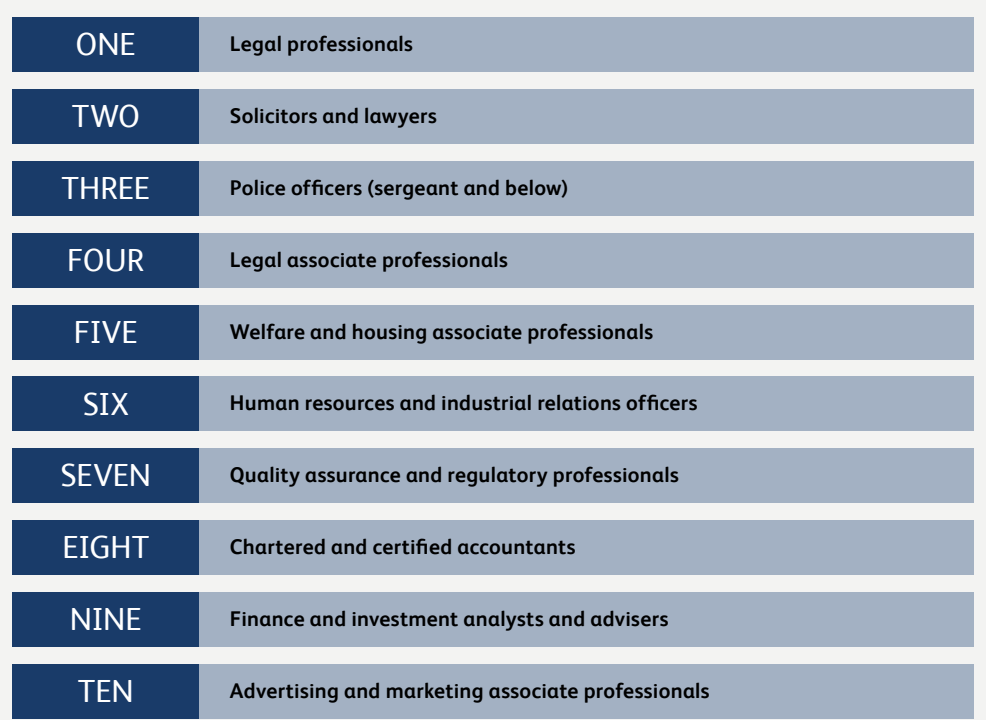 ONE Legal professionals
TWO Solicitors and lawyers
THREE Police officers (sergeant and below)
FOUR Legal associate professionals
FIVE Welfare and housing associate professionals
SIX Human resources and industrial relations officers
SEVEN Quality assurance and regulatory professionals
EIGHT Chartered and certified accountants
NINE Finance and investment analysts and advisers
TEN Advertising and marketing associate professionals